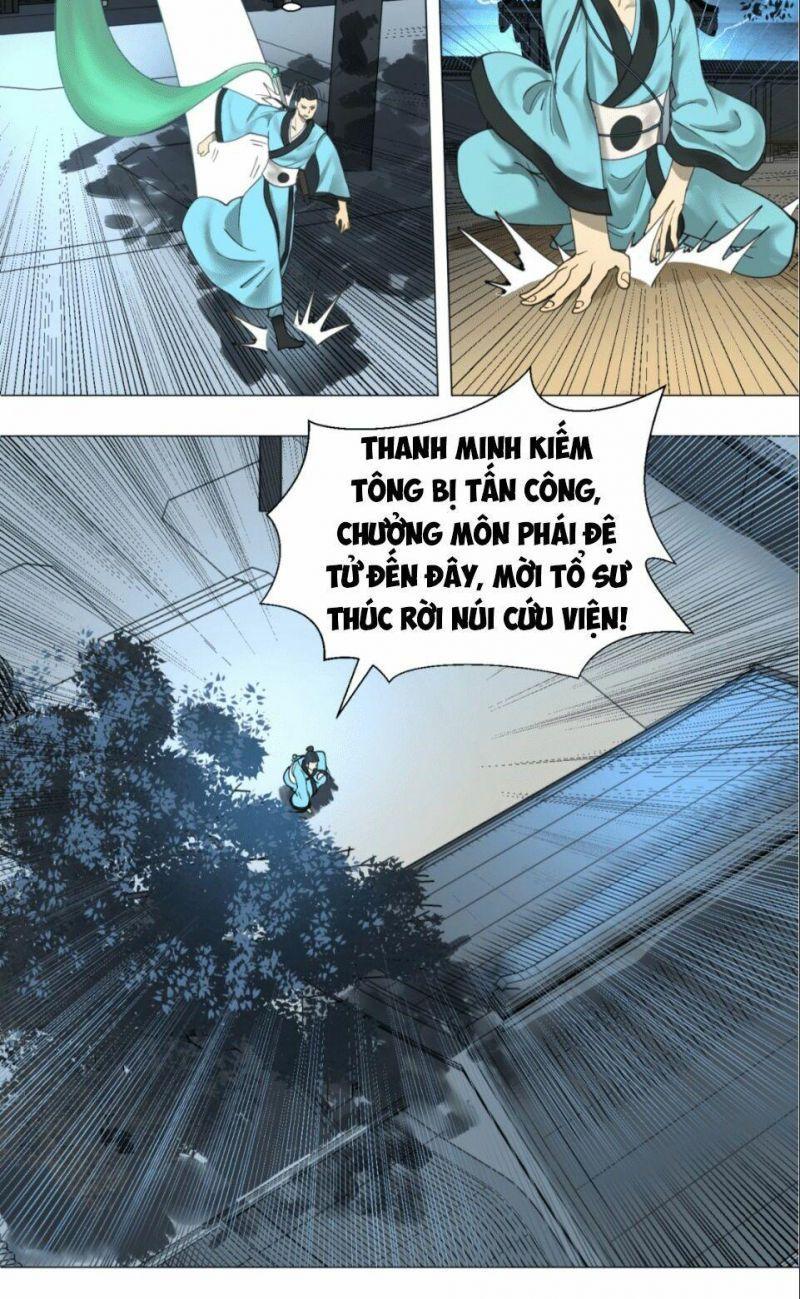 THANH MINH KIẾM
TÔNG BỊ TẤN CÔNG,
CHƯỞNG MÔN PHÁI ĐỆ
TỬ ĐẾN ĐÂY, MỜI TỔ SƯ
THÚC RỜI NÚI CỨU VIỆN!